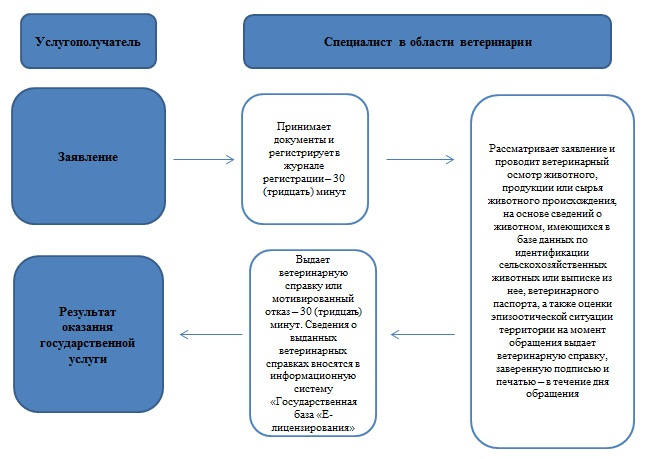 Услугополучатель
Специалист в области ветеринарии
Заявление
Принимает
документы и
регистрирует в
журнале
регистрации – 30
(тридцать) минут
Рассматривает заявление и
проводит ветеринарный
осмотр животного,
продукции или сырья
животного происхождения,
на основе сведений о
животном, имеющихся в
базе данных по
идентификации
сельскохозяйственных
животных или выписке из
нее, ветеринарного
паспорта, а также оценки
эпизоотической ситуации
территории на момент
обращения выдает
ветеринарную справку,
заверенную подписью и
печатью – в течение дня
обращения
Выдает
ветеринарную
справку или
мотивированный
отказ – 30 (тридцать)
минут. Сведения о
выданных
ветеринарных
справках вносятся в
информационную
систему
«Государственная
база «Е-
лицензирования»
Результат
оказания
государственной
услуги